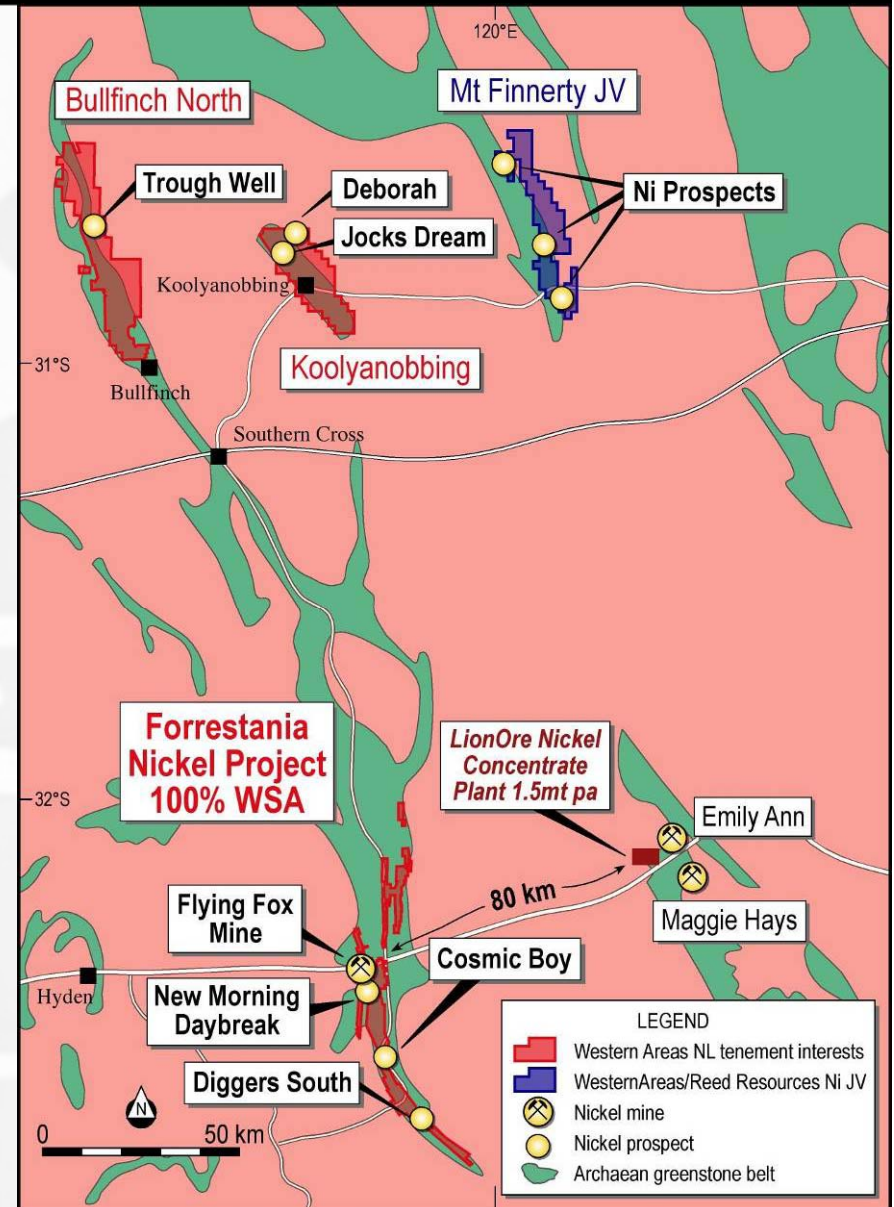 120°E
Bullfinch North
Mt Finnerty JV
Trough Well
Deborah
Jocks Dream
Ni Prospects
Koolyanobbing
Koolyanobbing
31°S
Bullfinch
Southern Cross
Forrestania
Nickel Project
100% WSA
LionOre Nickel
Concentrate
Plant 1.5mt pa
32°S
Emily Ann
80 km
Maggie Hays
Flying Fox
Mine
Cosmic Boy
Hyden
New Morning
Daybreak
Diggers South
N
0 50 km
LEGEND
Western Areas NL tenement interests
WesternAreas/Reed Resources Ni JV
Nickel mine
Nickel prospect
Archaean greenstone belt